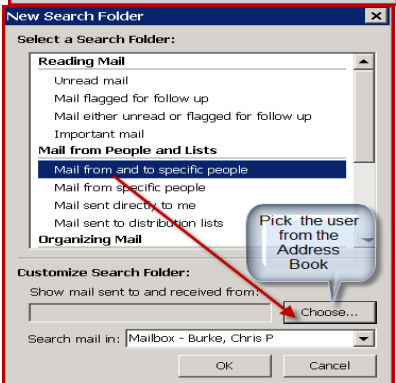 New Search Folder
Select a Search Folder:
Reading Mail
Unread mail
Mail flagged for follow up
Mail either unread or flagged for follow up
Important mail
Mail from People and Lists
Mail from and to specific people
Mail from specific people
Mail sent directly to me
Mail sent to distribution lists
Organizing Mail
Pick the user
from the
Address
Book
Customize Search Folder:
Show mail sent to and received from:
Choose...
Search mail in: Mailbox - Burke, Chris P
OK Cancel